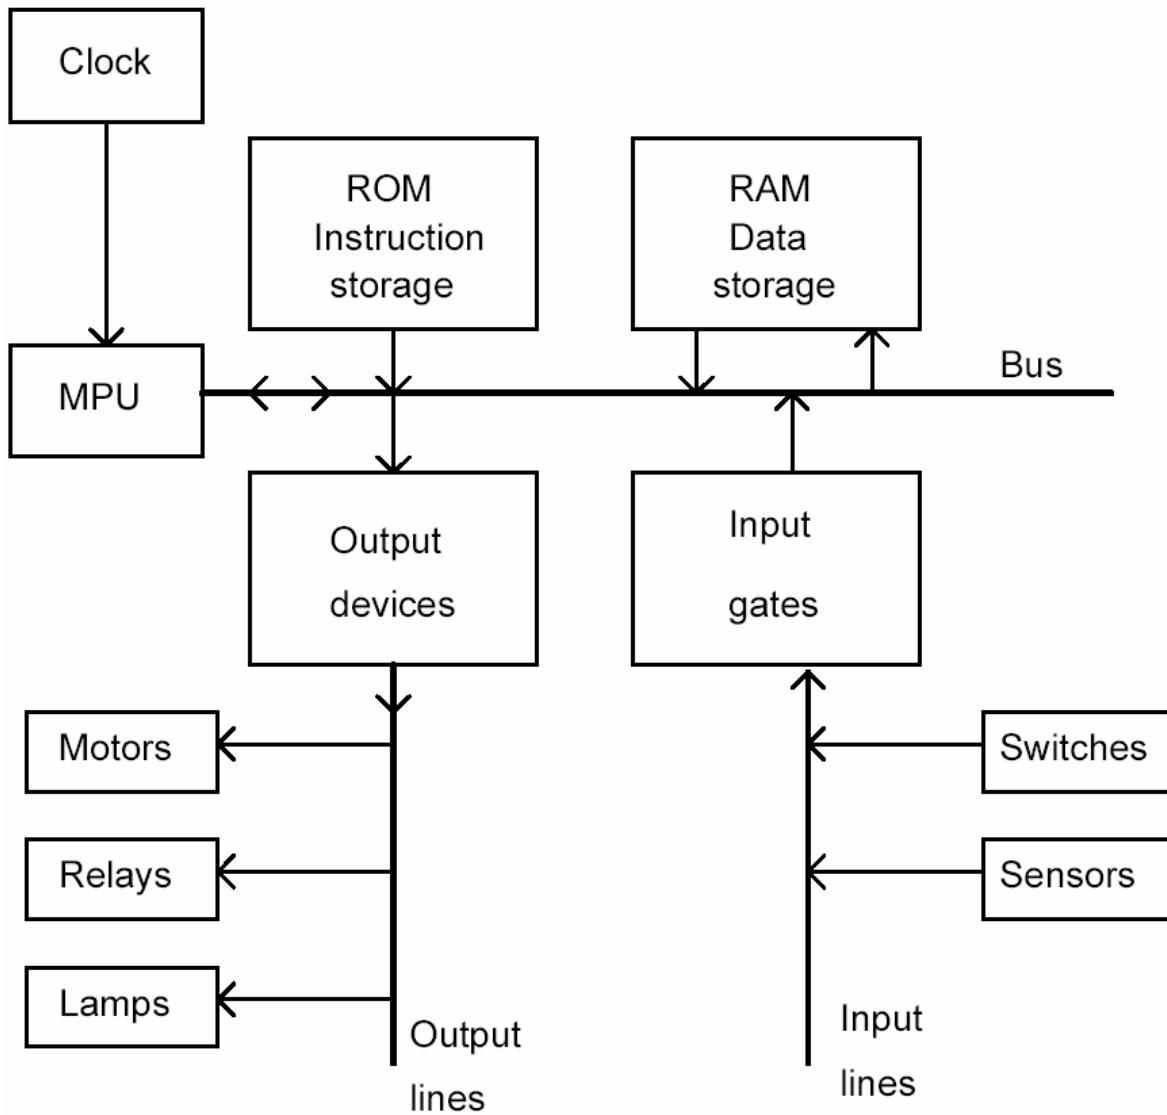 Clock
ROM
Instruction
storage
RAM
Data
storage
MPU
Bus
Output
devices
Input
gates
Motors
Relays
Lamps
Output
lines
Switches
Sensors
Input
lines